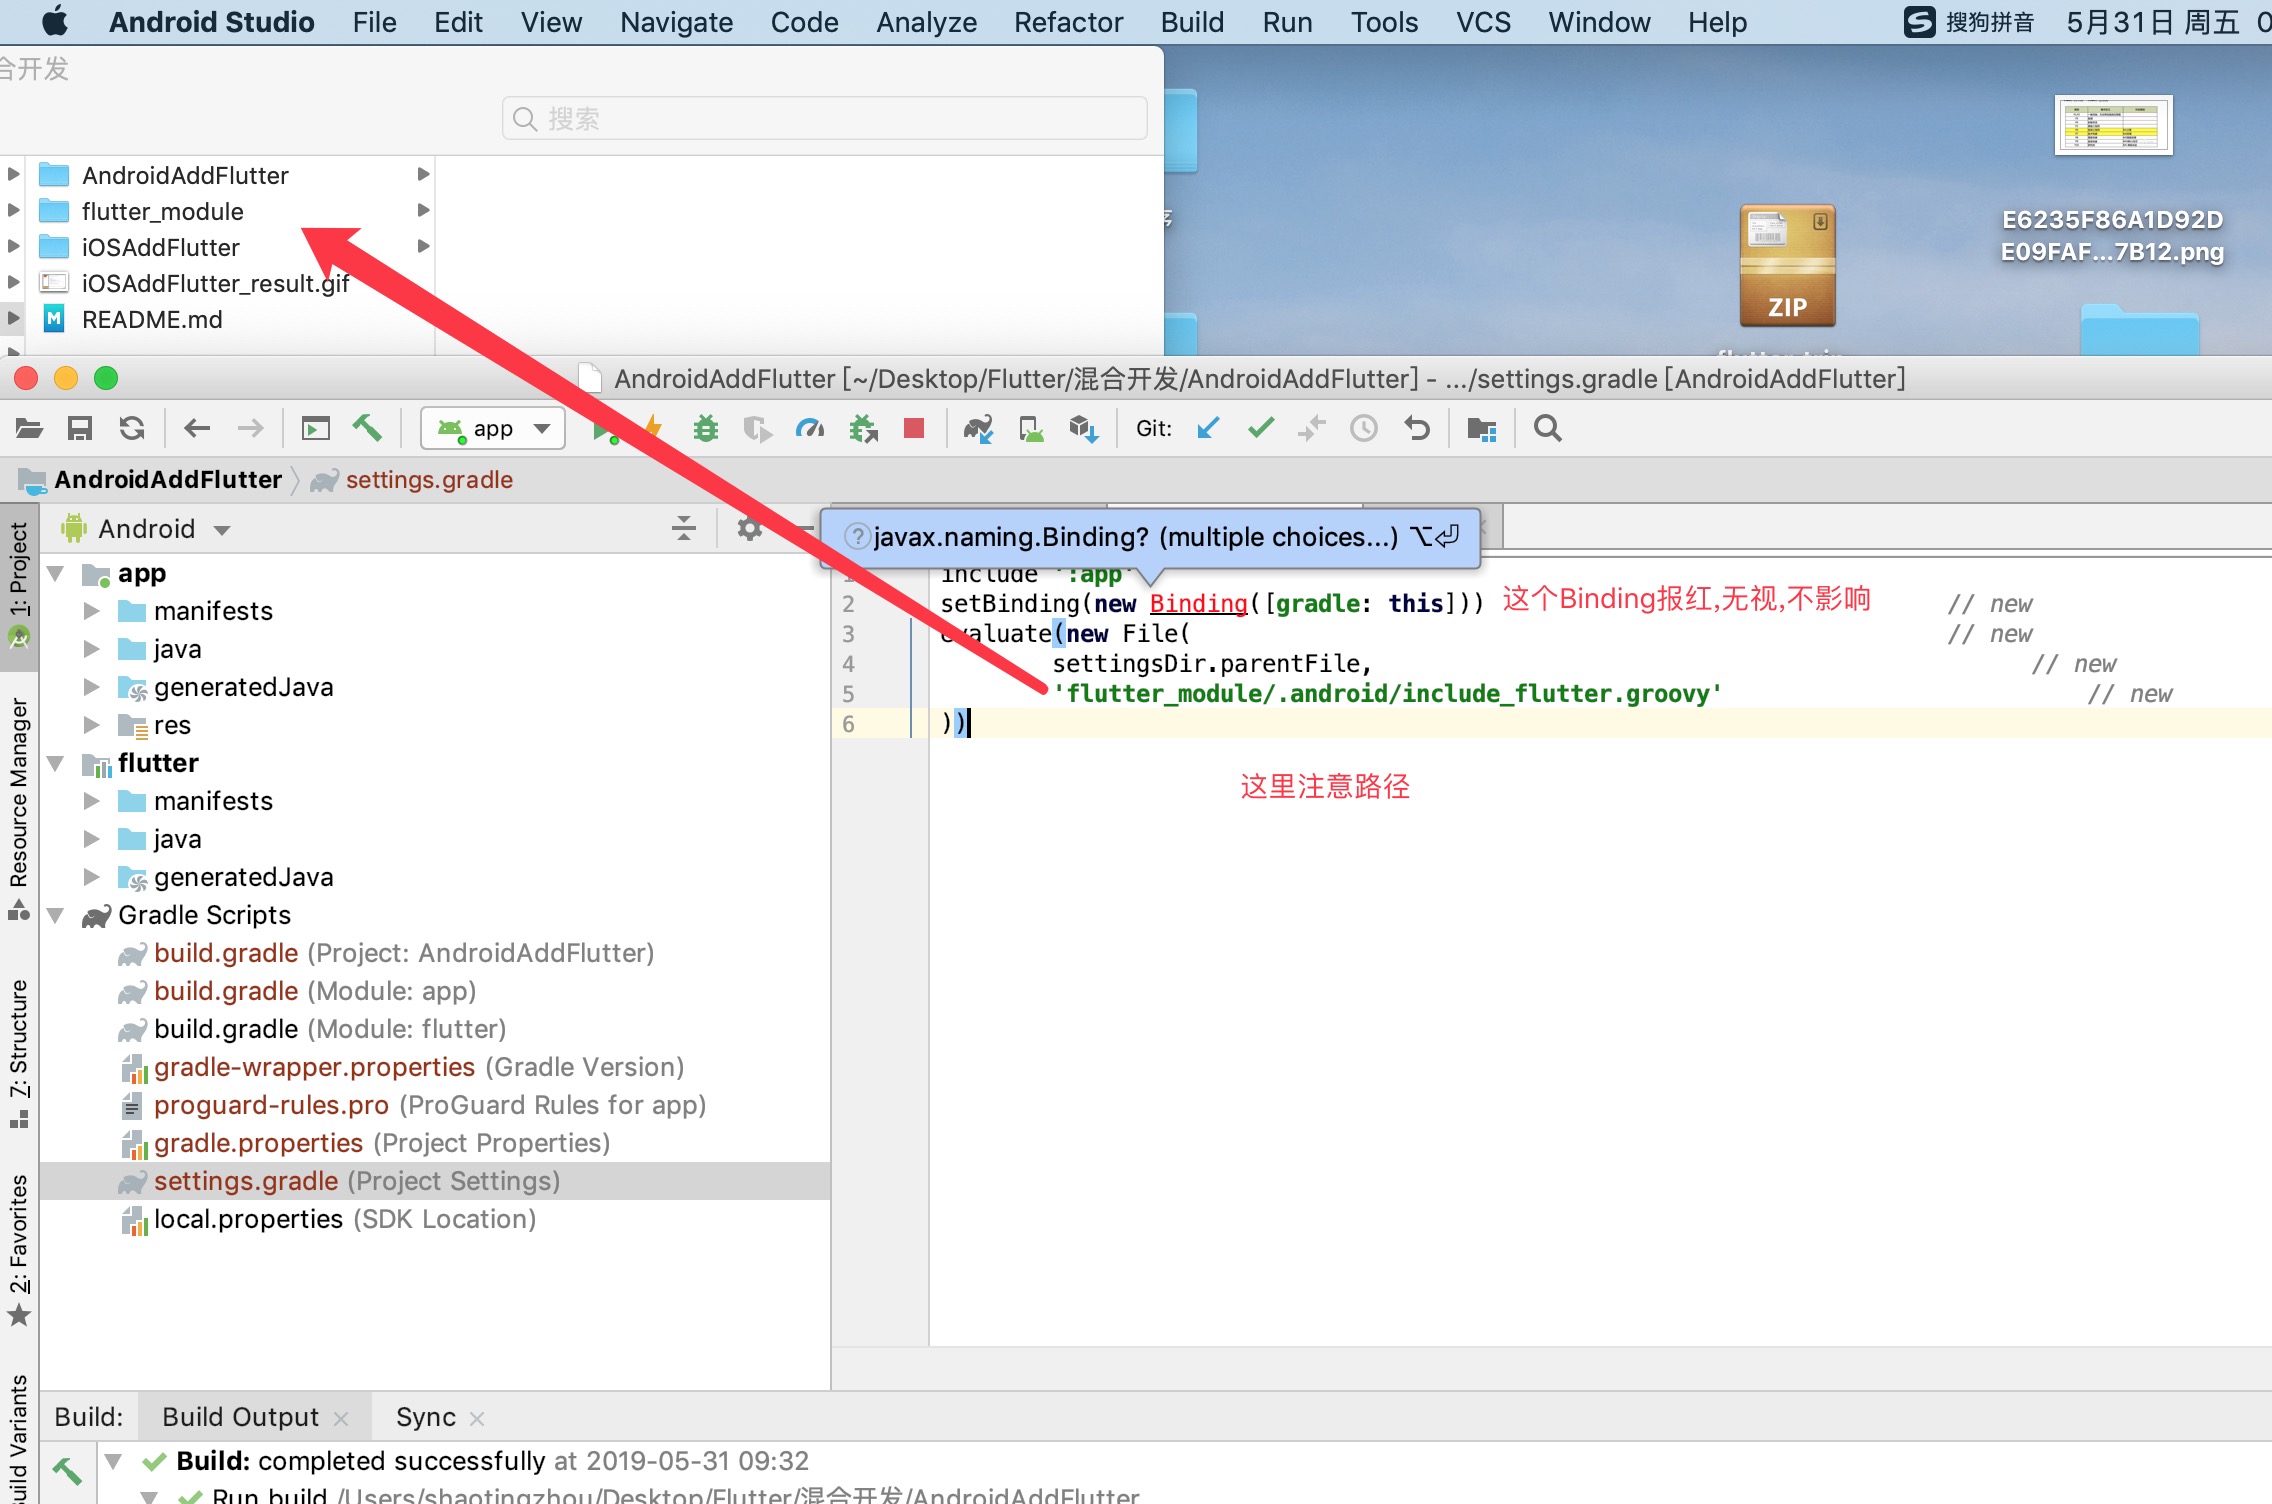 Android Studio File Edit View Navigate Code Analyze Refactor Build Run Tools VCS Window Help 搜狗拼音 5月31日 周五
合开发
搜索
AndroidAddFlutter
flutter_module
iOSAddFlutter
iOSAddFlutter_result.gif
README.md
ZIP
E6235F86A1D92D
E09FAF...7B12.png
AndroidAddFlutter [~/Desktop/Flutter/混合开发/AndroidAddFlutter] - .../settings.gradle [AndroidAddFlutter]
app Git:
AndroidAddFlutter settings.gradle
Android
javax.naming.Binding? (multiple choices...) ⌥⏎
1: Project
Resource Manager
7: Structure
2: Favorites
Build Variants
app
manifests
java
generatedJava
res
flutter
manifests
java
generatedJava
Gradle Scripts
build.gradle (Project: AndroidAddFlutter)
build.gradle (Module: app)
build.gradle (Module: flutter)
gradle-wrapper.properties (Gradle Version)
proguard-rules.pro (ProGuard Rules for app)
gradle.properties (Project Properties)
settings.gradle (Project Settings)
local.properties (SDK Location)
1 include ':app'
2 setBinding(new Binding([gradle: this])) 这个Binding报红,无视,不影响 // new
3 evaluate(new File( // new
4 settingsDir.parentFile, // new
5 'flutter_module/.android/include_flutter.groovy' // new
6 ))
这里注意路径
Build: Build Output Sync
Build: completed successfully at 2019-05-31 09:32
Run build /Users/shaotingzhou/Desktop/Flutter/混合开发/AndroidAddFlutter